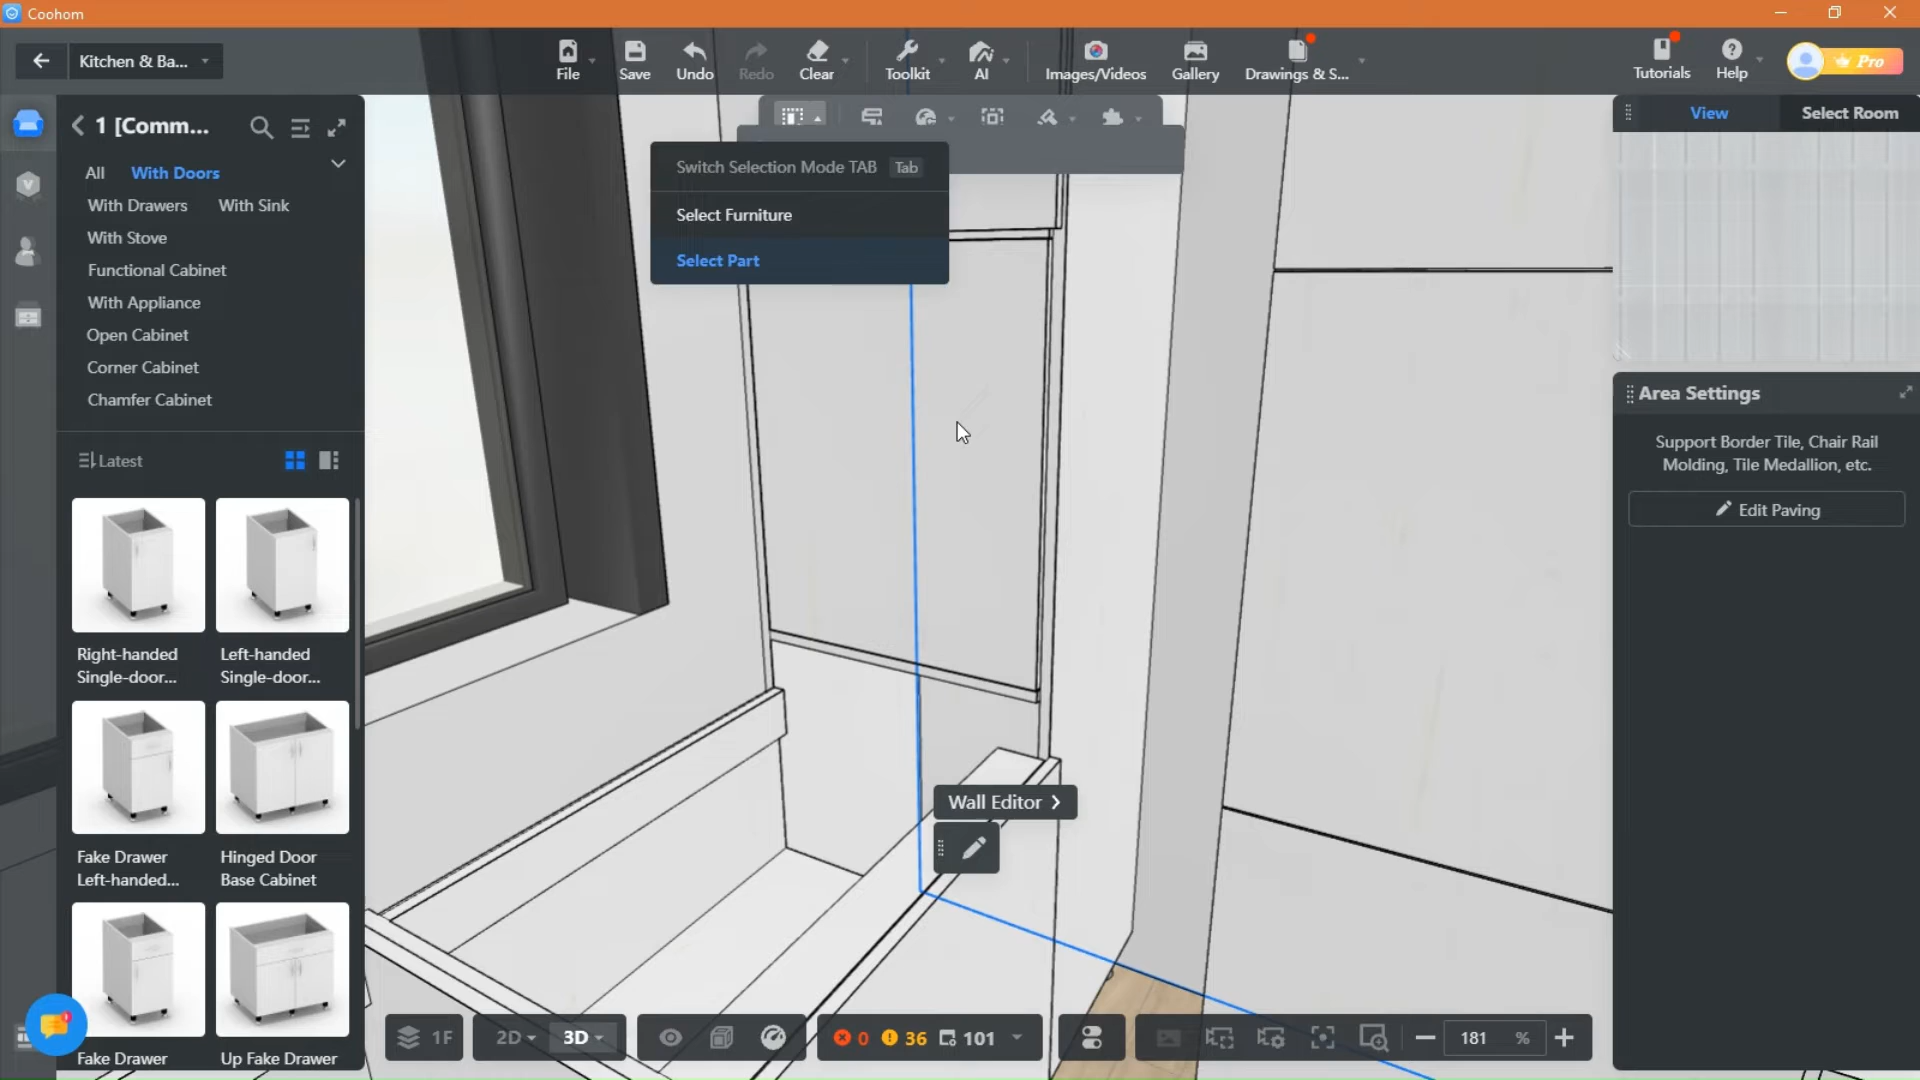 Coohom
Kitchen & Ba...
File
Save
Undo
Redo
Clear
Toolkit
AI
Images/Videos
Gallery
Drawings & S...
Tutorials
Help
Pro
1 [Comm...
All With Doors
With Drawers With Sink
With Stove
Functional Cabinet
With Appliance
Open Cabinet
Corner Cabinet
Chamfer Cabinet
Latest
Right-handed
Single-door...
Left-handed
Single-door...
Fake Drawer
Left-handed...
Hinged Door
Base Cabinet
Fake Drawer
Up Fake Drawer
Switch Selection Mode TAB Tab
Select Furniture
Select Part
Wall Editor
View Select Room
Area Settings
Support Border Tile, Chair Rail
Molding, Tile Medallion, etc.
Edit Paving
1F
2D 3D
0 36 101
181 %